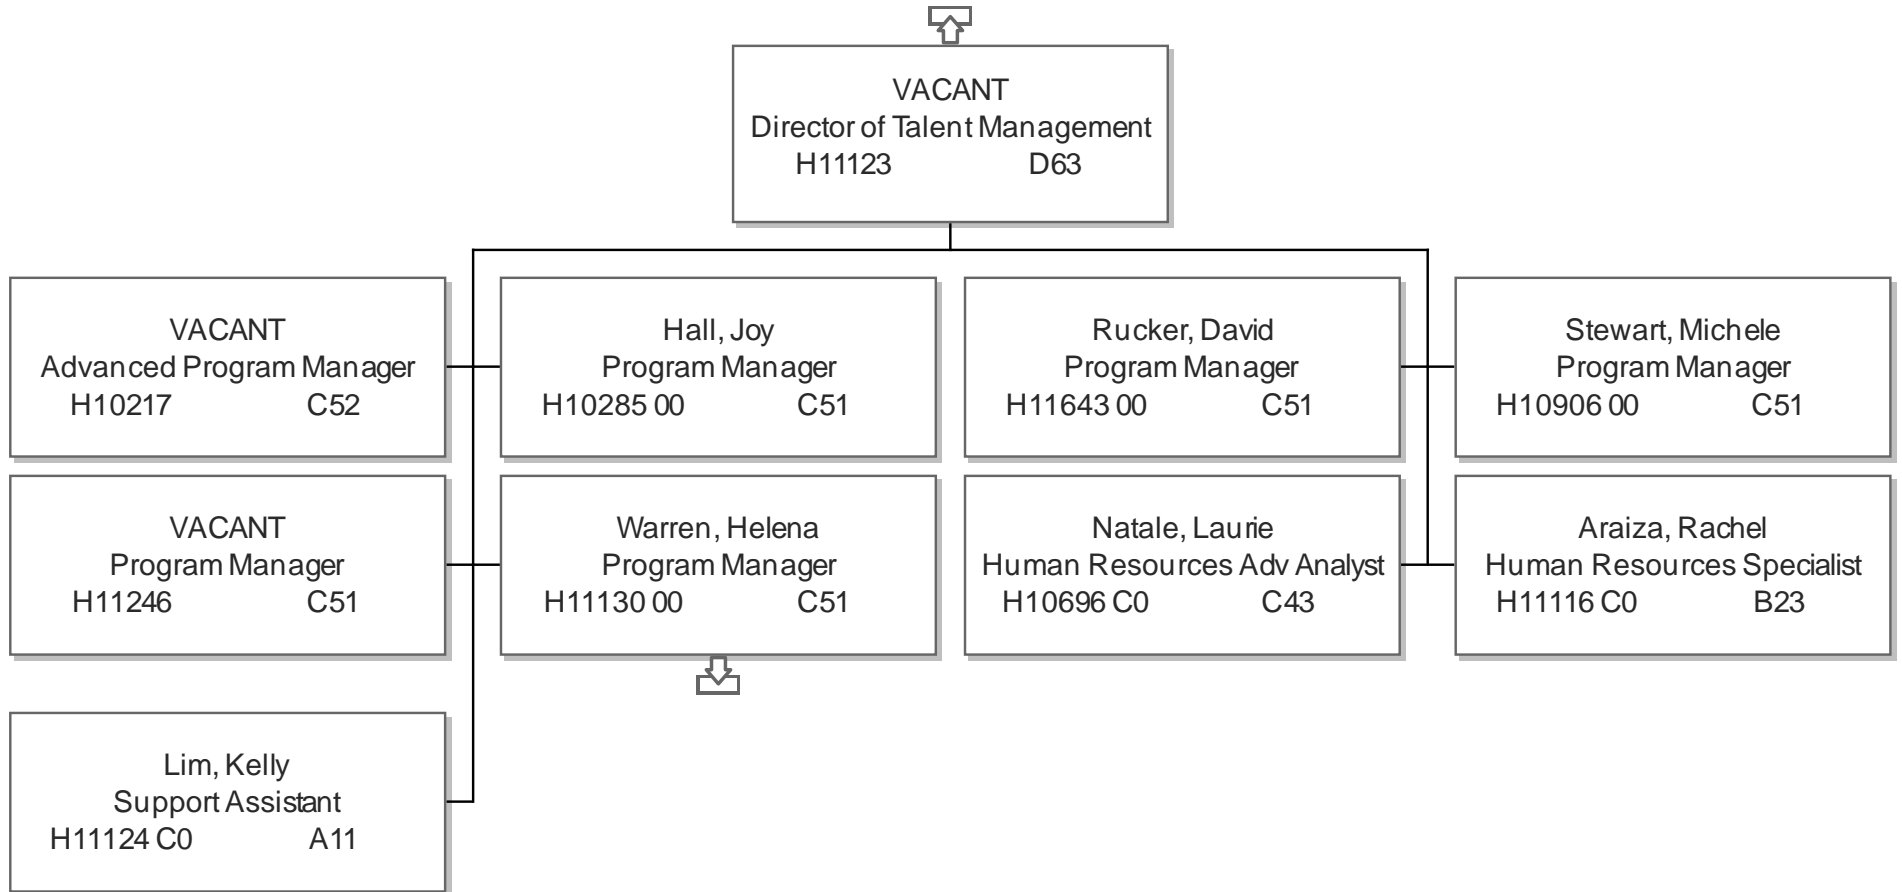 VACANT
Director of Talent Management
H11123 D63
VACANT
Advanced Program Manager
H10217 C52
Hall, Joy
Program Manager
H10285 00 C51
Rucker, David
Program Manager
H11643 00 C51
Stewart, Michele
Program Manager
H10906 00 C51
VACANT
Program Manager
H11246 C51
Warren, Helena
Program Manager
H11130 00 C51
Natale, Laurie
Human Resources Adv Analyst
H10696 C0 C43
Araiza, Rachel
Human Resources Specialist
H11116 C0 B23
Lim, Kelly
Support Assistant
H11124 C0 A11